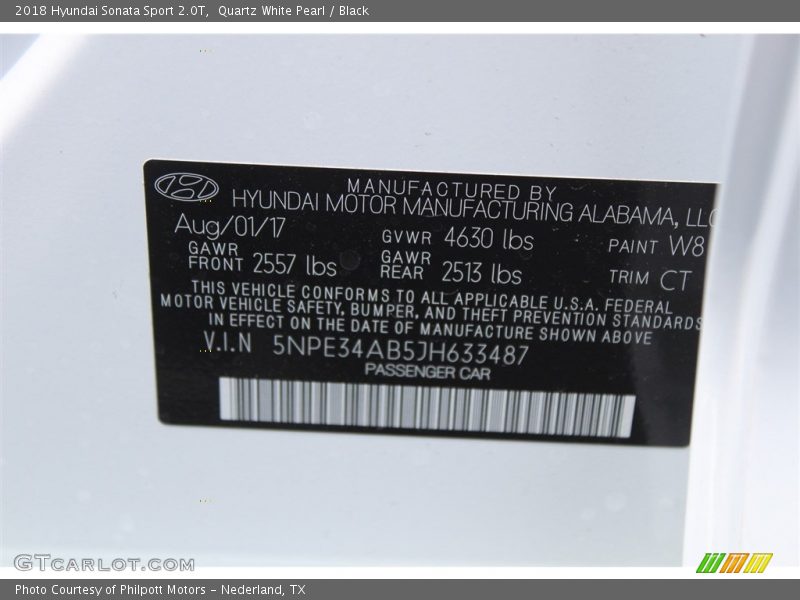 2018 Hyundai Sonata Sport 2.0T, Quartz White Pearl / Black
MANUFACTURED BY
HYUNDAI MOTOR MANUFACTURING ALABAMA, LLC
Aug/01/17 GVWR 4630 lbs PAINT W8
GAWR FRONT 2557 lbs GAWR REAR 2513 lbs TRIM CT
THIS VEHICLE CONFORMS TO ALL APPLICABLE U.S.A. FEDERAL
MOTOR VEHICLE SAFETY, BUMPER, AND THEFT PREVENTION STANDARDS
IN EFFECT ON THE DATE OF MANUFACTURE SHOWN ABOVE
V.I.N 5NPE34AB5JH633487
PASSENGER CAR
GTCARLOT.COM
Photo Courtesy of Philpott Motors - Nederland, TX